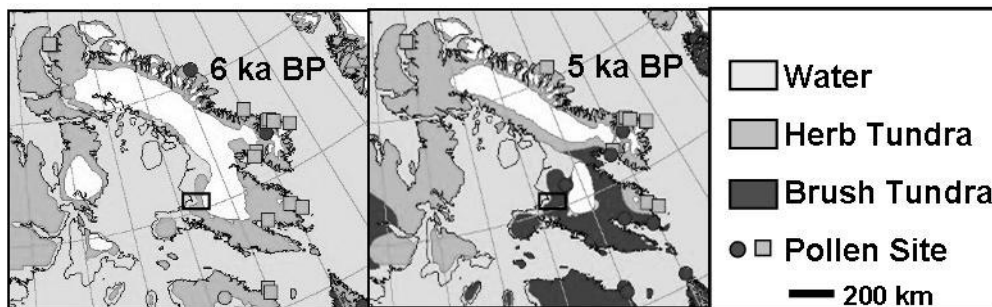 6 ka BP
5 ka BP
Water
Herb Tundra
Brush Tundra
Pollen Site
200 km